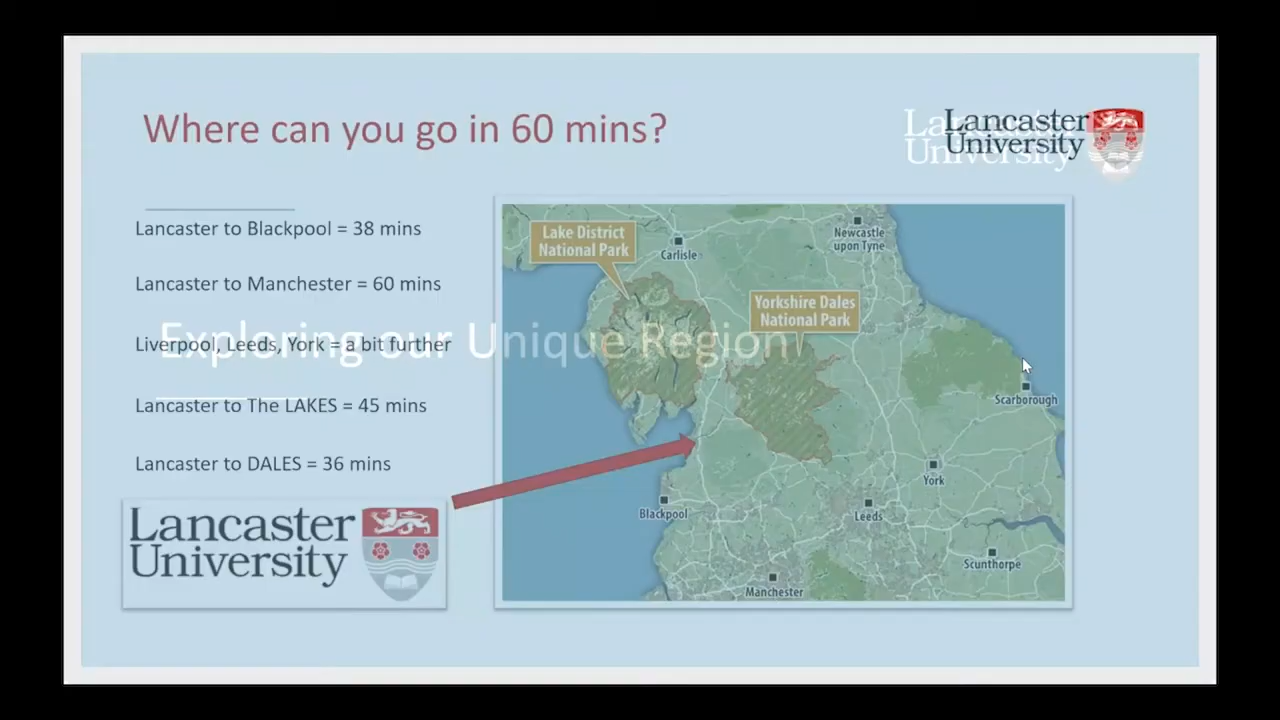 Where can you go in 60 mins?
Lancaster
University
Lancaster
University
Lancaster to Blackpool = 38 mins
Lancaster to Manchester = 60 mins
Exploring our Unique Region
Liverpool, Leeds, York = a bit further
Lancaster to The LAKES = 45 mins
Lancaster to DALES = 36 mins
Lancaster
University
Lake District
National Park
Carlisle
Newcastle
upon Tyne
Yorkshire Dales
National Park
Scarborough
York
Blackpool
Leeds
Scunthorpe
Manchester